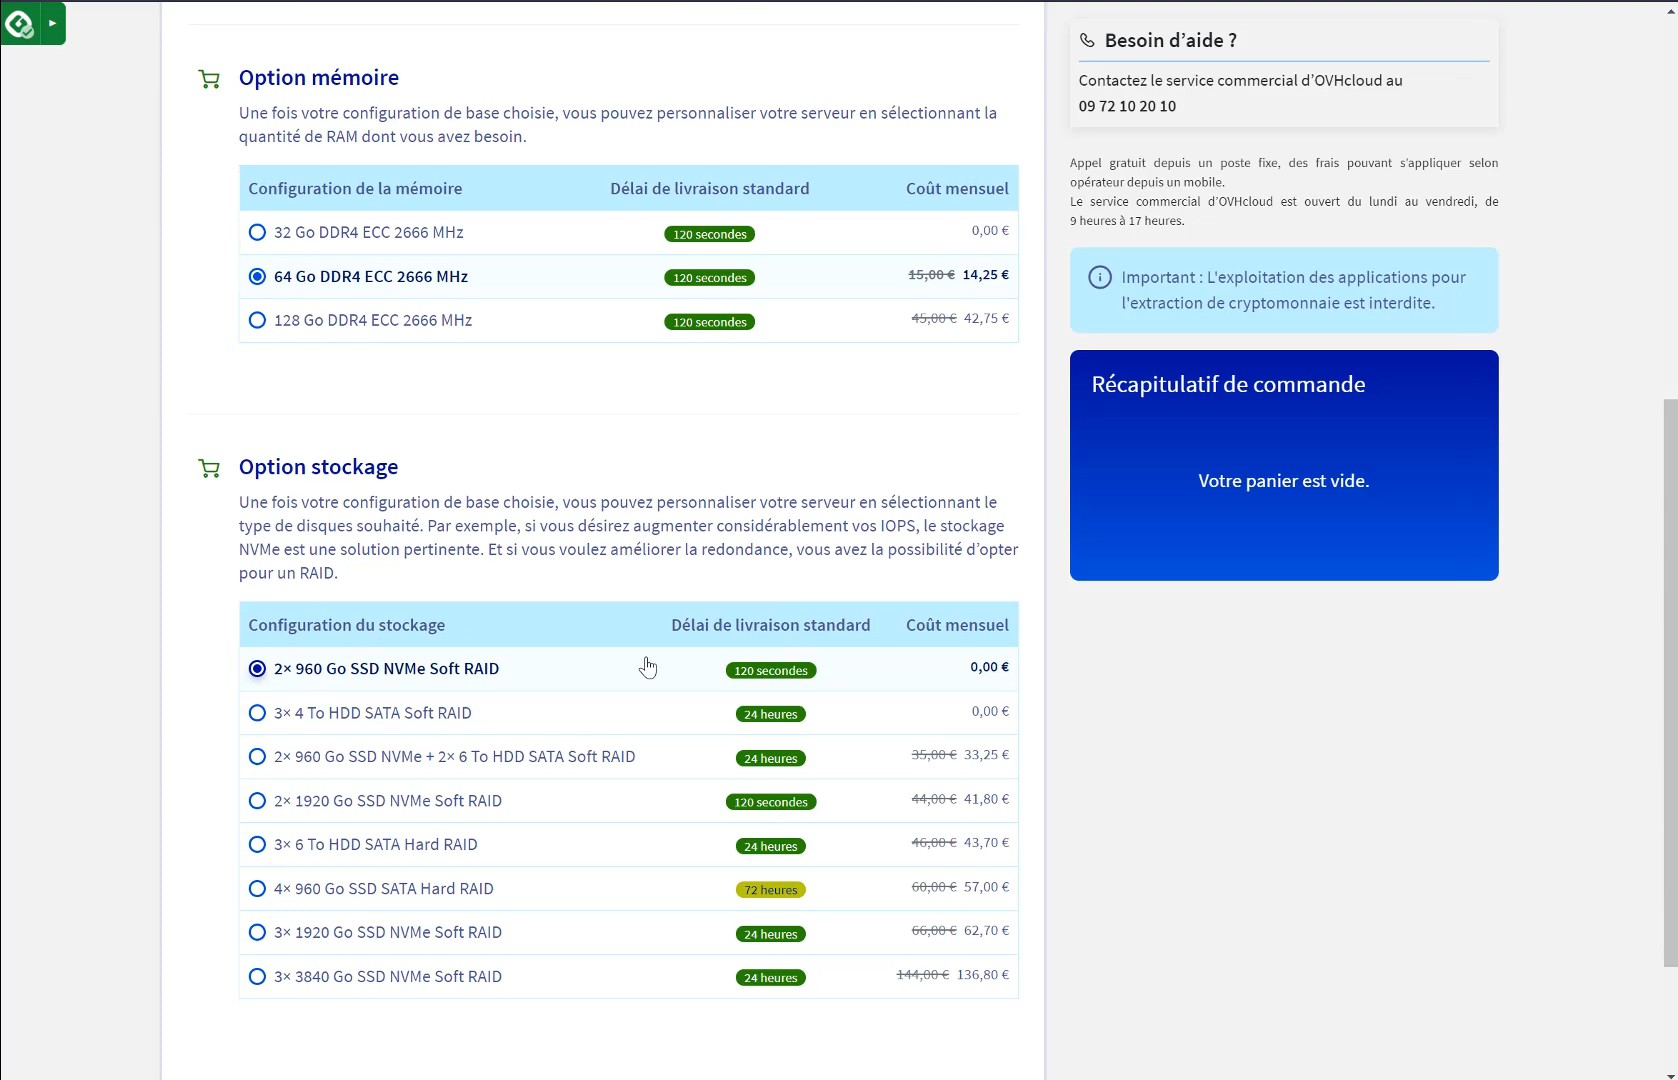 Option mémoire
Une fois votre configuration de base choisie, vous pouvez personnaliser votre serveur en sélectionnant la
quantité de RAM dont vous avez besoin.
Configuration de la mémoire Délai de livraison standard Coût mensuel
32 Go DDR4 ECC 2666 MHz 120 secondes 0,00 €
64 Go DDR4 ECC 2666 MHz 120 secondes 15,00 € 14,25 €
128 Go DDR4 ECC 2666 MHz 120 secondes 45,00 € 42,75 €
Option stockage
Une fois votre configuration de base choisie, vous pouvez personnaliser votre serveur en sélectionnant le
type de disques souhaité. Par exemple, si vous désirez augmenter considérablement vos IOPS, le stockage
NVMe est une solution pertinente. Et si vous voulez améliorer la redondance, vous avez la possibilité d’opter
pour un RAID.
Configuration du stockage Délai de livraison standard Coût mensuel
2× 960 Go SSD NVMe Soft RAID 120 secondes 0,00 €
3× 4 To HDD SATA Soft RAID 24 heures 0,00 €
2× 960 Go SSD NVMe + 2× 6 To HDD SATA Soft RAID 24 heures 35,00 € 33,25 €
2× 1920 Go SSD NVMe Soft RAID 120 secondes 44,00 € 41,80 €
3× 6 To HDD SATA Hard RAID 24 heures 46,00 € 43,70 €
4× 960 Go SSD SATA Hard RAID 72 heures 60,00 € 57,00 €
3× 1920 Go SSD NVMe Soft RAID 24 heures 66,00 € 62,70 €
3× 3840 Go SSD NVMe Soft RAID 24 heures 144,00 € 136,80 €
Besoin d’aide ?
Contactez le service commercial d’OVHcloud au
09 72 10 20 10
Appel gratuit depuis un poste fixe, des frais pouvant s’appliquer selon
opérateur depuis un mobile.
Le service commercial d’OVHcloud est ouvert du lundi au vendredi, de
9 heures à 17 heures.
Important : L'exploitation des applications pour
l'extraction de cryptomonnaie est interdite.
Récapitulatif de commande
Votre panier est vide.